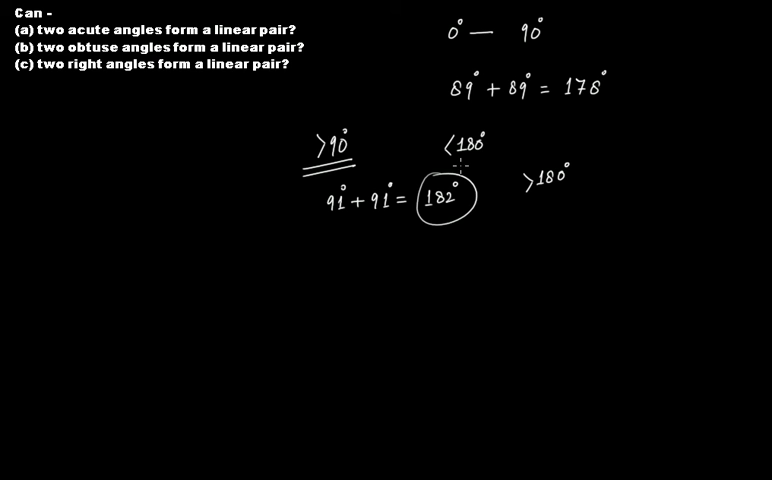 Can -
(a) two acute angles form a linear pair?
(b) two obtuse angles form a linear pair?
(c) two right angles form a linear pair?
0° — 90°
89° + 89° = 178°
>90° <180°
91° + 91° = 182° >180°